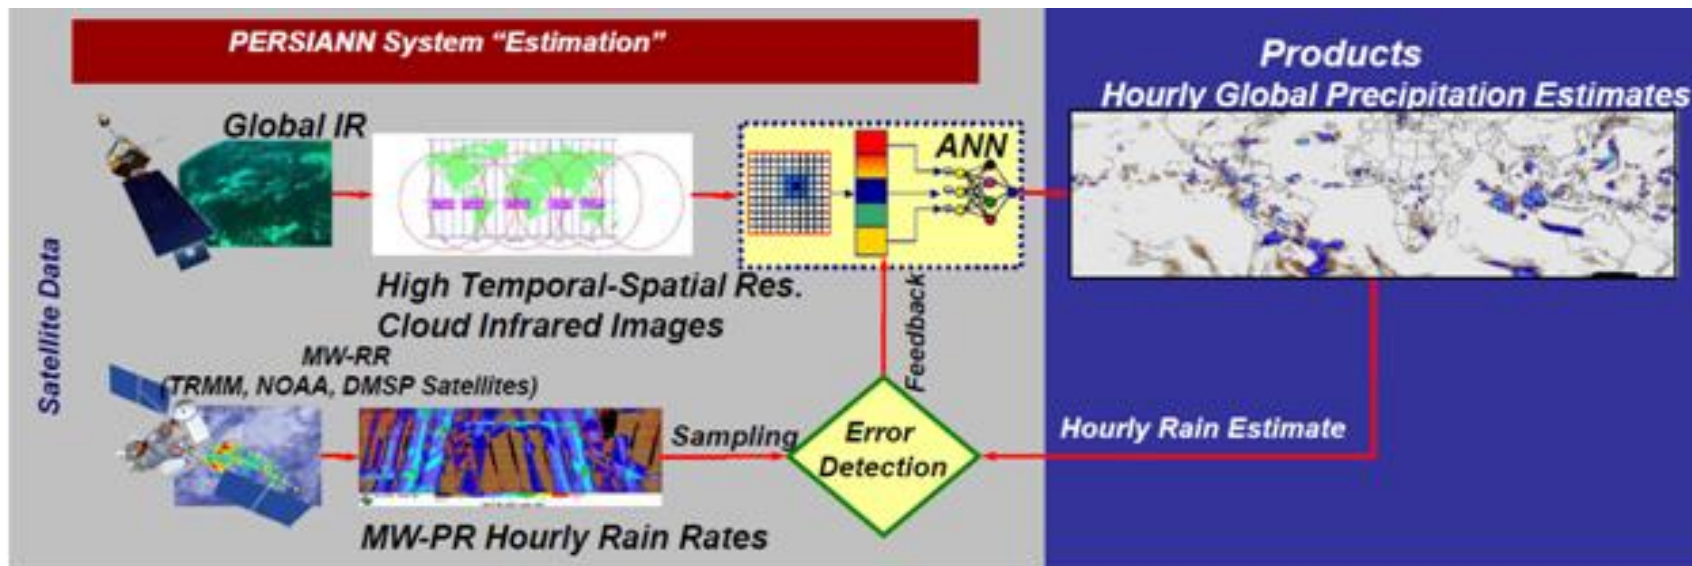 PERSIANN System “Estimation”
Products
Hourly Global Precipitation Estimates
Global IR
ANN
High Temporal-Spatial Res.
Cloud Infrared Images
Satellite Data
Feedback
MW-RR
(TRMM, NOAA, DMSP Satellites)
Sampling
Error
Detection
Hourly Rain Estimate
MW-PR Hourly Rain Rates